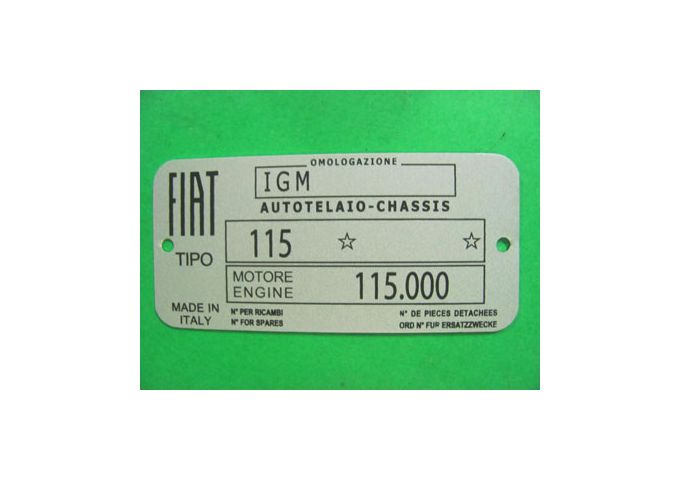 OMOLOGAZIONE
IGM
AUTOTELAIO-CHASSIS
FIAT
TIPO
115 ☆ ☆
MOTORE
ENGINE
115.000
MADE IN
ITALY
N° PER RICAMBI
N° FOR SPARES
N° DE PIECES DETACHEES
ORD N° FUR ERSATZZWECKE